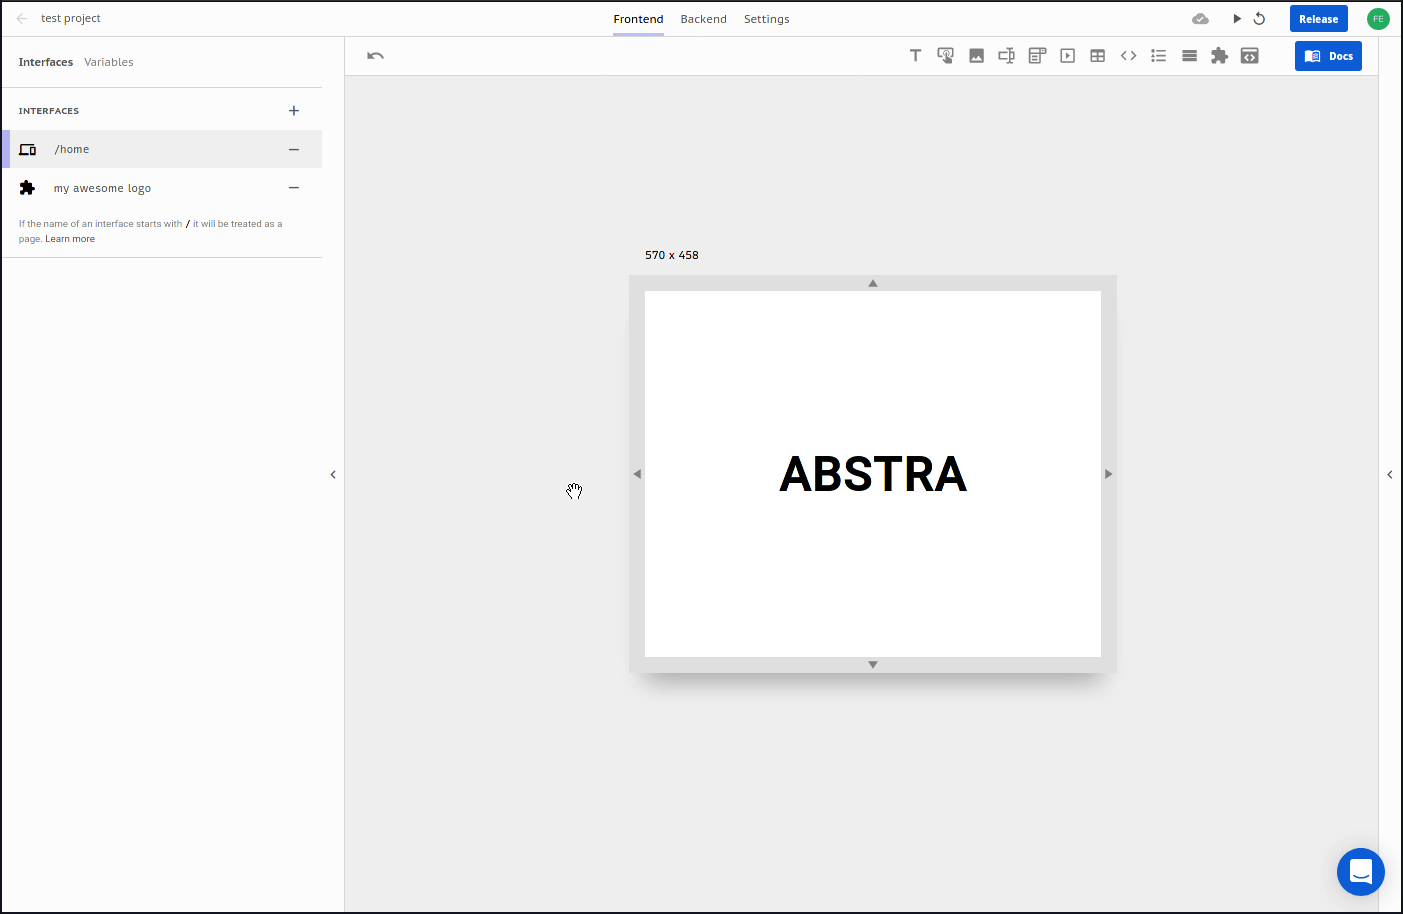 test project
Frontend Backend Settings
Release
FE
Interfaces Variables
Docs
INTERFACES
/home
my awesome logo
If the name of an interface starts with / it will be treated as a
page. Learn more
570 x 458
ABSTRA